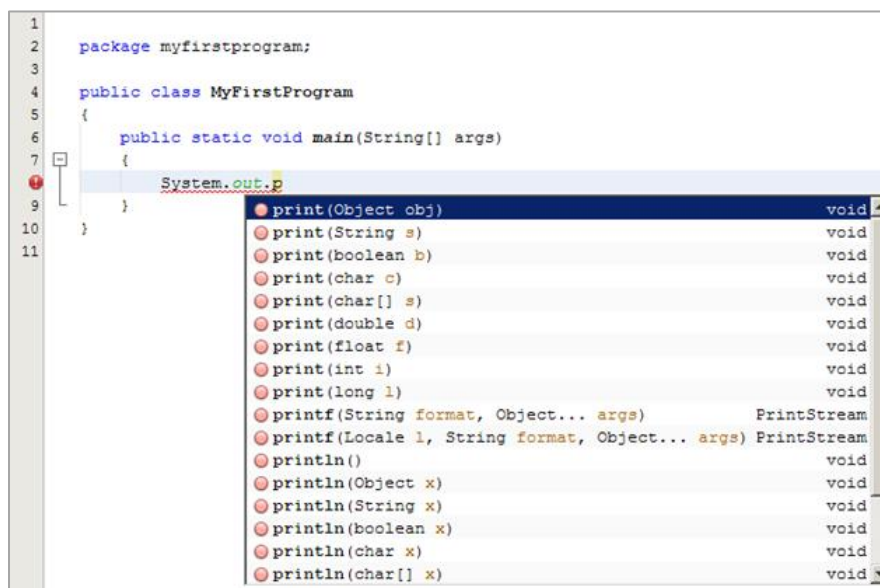 1
2 package myfirstprogram;
3
4 public class MyFirstProgram
5 {
6 public static void main(String[] args)
7 {
System.out.p
9 }
10 }
11
print(Object obj) void
print(String s) void
print(boolean b) void
print(char c) void
print(char[] s) void
print(double d) void
print(float f) void
print(int i) void
print(long l) void
printf(String format, Object... args) PrintStream
printf(Locale l, String format, Object... args) PrintStream
println() void
println(Object x) void
println(String x) void
println(boolean x) void
println(char x) void
println(char[] x) void